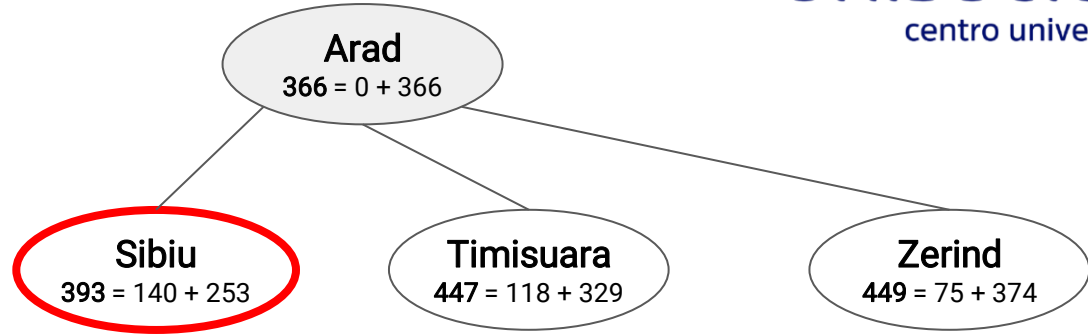 centro unive
Arad
366 = 0 + 366
Sibiu
393 = 140 + 253
Timisuara
447 = 118 + 329
Zerind
449 = 75 + 374